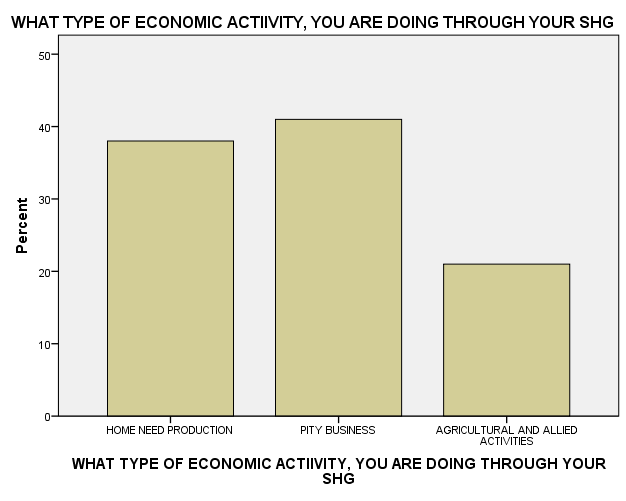 WHAT TYPE OF ECONOMIC ACTIIVITY, YOU ARE DOING THROUGH YOUR SHG
50
40
30
20
10
0
Percent
HOME NEED PRODUCTION
PITY BUSINESS
AGRICULTURAL AND ALLIED
ACTIVITIES
WHAT TYPE OF ECONOMIC ACTIIVITY, YOU ARE DOING THROUGH YOUR
SHG